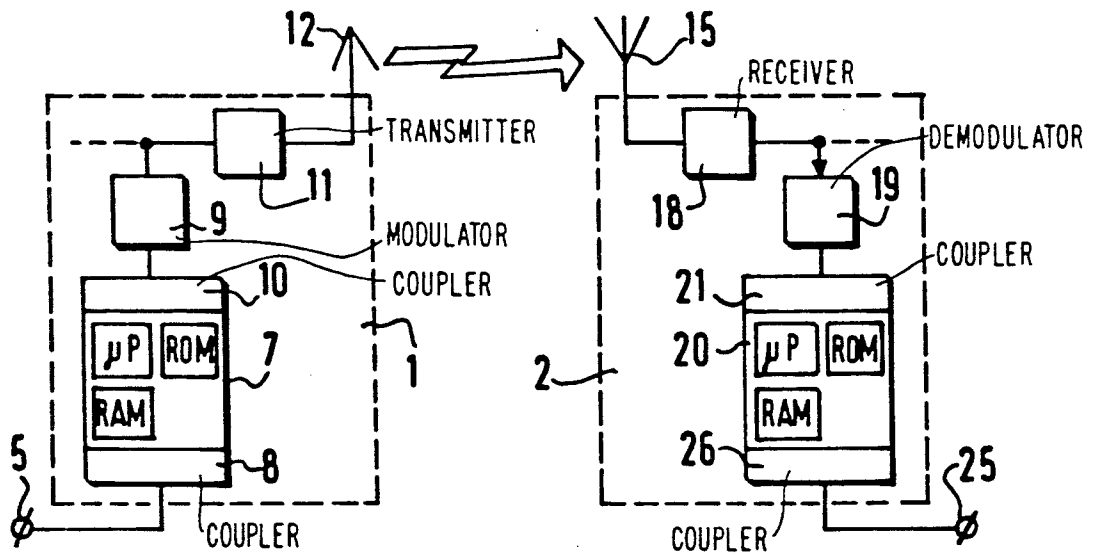 12
15
RECEIVER
TRANSMITTER
DEMODULATOR
11
18
19
9
MODULATOR
COUPLER
COUPLER
10
21
μP ROM
7
1
2
20
μP ROM
RAM
RAM
5
8
26
25
COUPLER
COUPLER